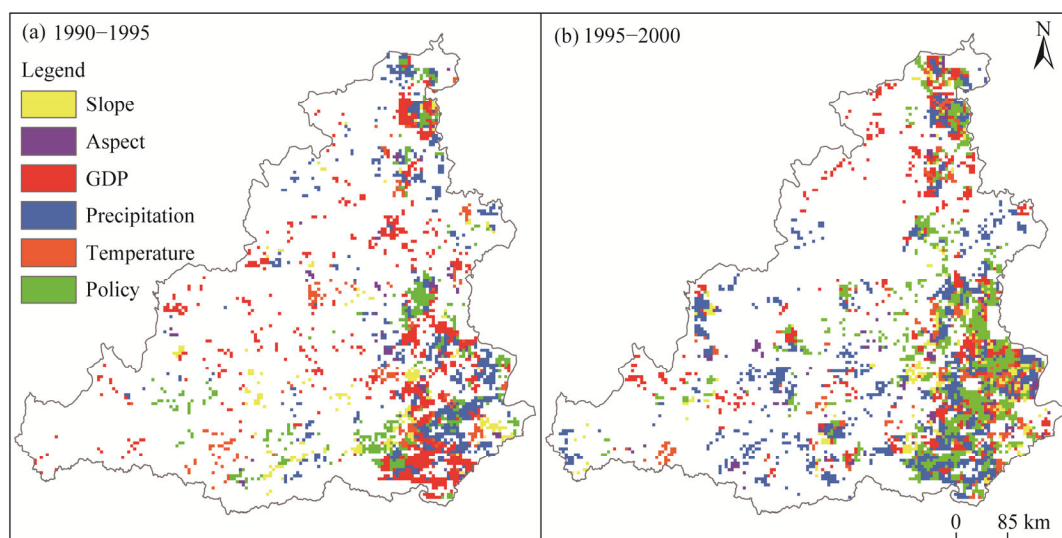 (a) 1990−1995
Legend
Slope
Aspect
GDP
Precipitation
Temperature
Policy
(b) 1995−2000
N
0 85 km